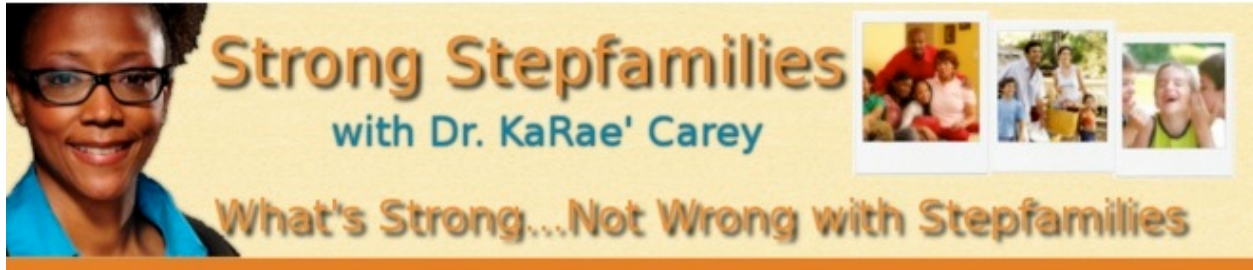 Strong Stepfamilies
with Dr. KaRae' Carey
What's Strong...Not Wrong with Stepfamilies